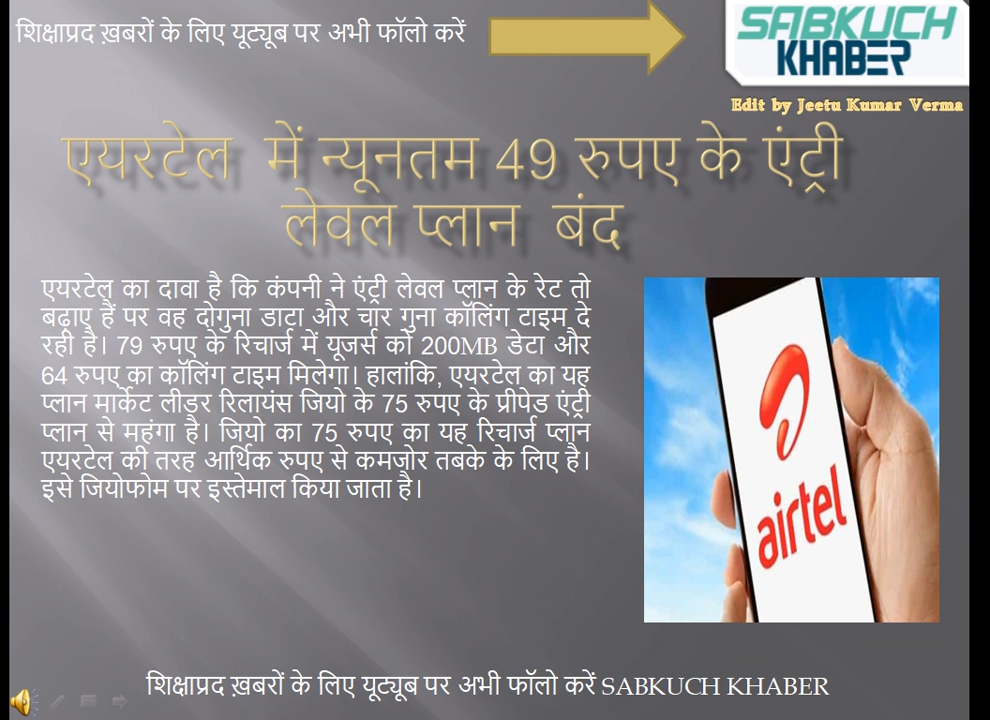 शिक्षाप्रद ख़बरों के लिए यूट्यूब पर अभी फॉलो करें
SABKUCH
KHABER
Edit by Jeetu Kumar Verma
एयरटेल में न्यूनतम 49 रुपए के एंट्री
लेवल प्लान बंद
एयरटेल का दावा है कि कंपनी ने एंट्री लेवल प्लान के रेट तो
बढ़ाए हैं पर वह दोगुना डाटा और चार गुना कॉलिंग टाइम दे
रही है। 79 रुपए के रिचार्ज में यूजर्स को 200MB डेटा और
64 रुपए का कॉलिंग टाइम मिलेगा। हालांकि, एयरटेल का यह
प्लान मार्केट लीडर रिलायंस जियो के 75 रुपए के प्रीपेड एंट्री
प्लान से महंगा है। जियो का 75 रुपए का यह रिचार्ज प्लान
एयरटेल की तरह आर्थिक रुपए से कमजोर तबके के लिए है।
इसे जियोफोम पर इस्तेमाल किया जाता है।
airtel
शिक्षाप्रद ख़बरों के लिए यूट्यूब पर अभी फॉलो करें SABKUCH KHABER